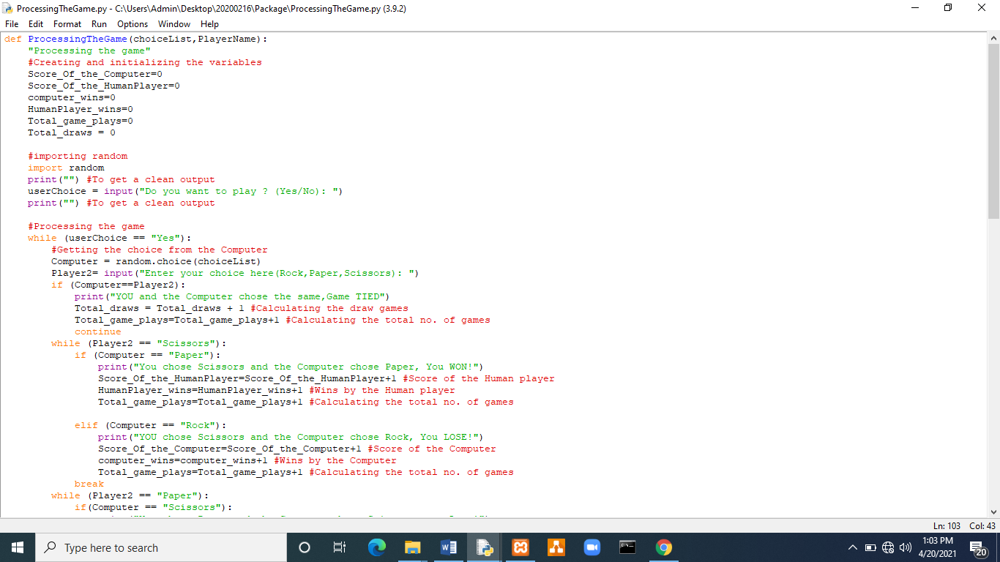 ProcessingTheGame.py - C:\Users\Admin\Desktop\20200216\Package\ProcessingTheGame.py (3.9.2)
File Edit Format Run Options Window Help
def ProcessingTheGame(choiceList,PlayerName):
    "Processing the game"
    #Creating and initializing the variables
    Score_Of_the_Computer=0
    Score_Of_the_HumanPlayer=0
    computer_wins=0
    HumanPlayer_wins=0
    Total_game_plays=0
    Total_draws = 0

    #importing random
    import random
    print("") #To get a clean output
    userChoice = input("Do you want to play ? (Yes/No): ")
    print("") #To get a clean output

    #Processing the game
    while (userChoice == "Yes"):
        #Getting the choice from the Computer
        Computer = random.choice(choiceList)
        Player2= input("Enter your choice here(Rock,Paper,Scissors): ")
        if (Computer==Player2):
            print("YOU and the Computer chose the same,Game TIED")
            Total_draws = Total_draws + 1 #Calculating the draw games
            Total_game_plays=Total_game_plays+1 #Calculating the total no. of games
            continue
        while (Player2 == "Scissors"):
            if (Computer == "Paper"):
                print("You chose Scissors and the Computer chose Paper, You WON!")
                Score_Of_the_HumanPlayer=Score_Of_the_HumanPlayer+1 #Score of the Human player
                HumanPlayer_wins=HumanPlayer_wins+1 #Wins by the Human player
                Total_game_plays=Total_game_plays+1 #Calculating the total no. of games

            elif (Computer == "Rock"):
                print("YOU chose Scissors and the Computer chose Rock, You LOSE!")
                Score_Of_the_Computer=Score_Of_the_Computer+1 #Score of the Computer
                computer_wins=computer_wins+1 #Wins by the Computer
                Total_game_plays=Total_game_plays+1 #Calculating the total no. of games
            break
        while (Player2 == "Paper"):
            if(Computer == "Scissors"):
Ln: 103 Col: 43
Type here to search
1:03 PM
4/20/2021
20